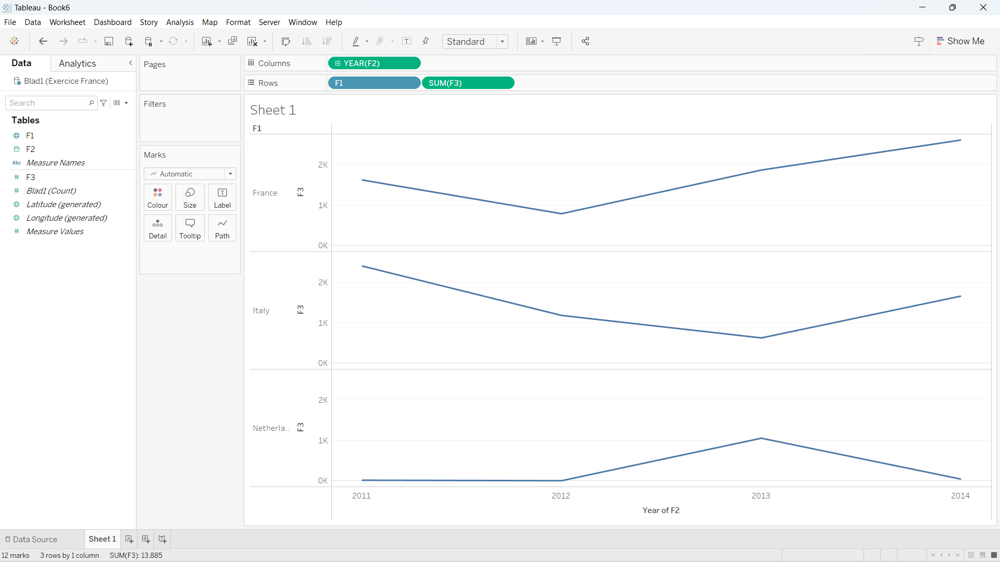 Tableau - Book6
File Data Worksheet Dashboard Story Analysis Map Format Server Window Help
Standard
Show Me
Data Analytics
Blad1 (Exercice France)
Search
Tables
F1
F2
Abc Measure Names
F3
Blad1 (Count)
Latitude (generated)
Longitude (generated)
Measure Values
Pages
Filters
Marks
Automatic
Colour Size Label
Detail Tooltip Path
Columns YEAR(F2)
Rows F1 SUM(F3)
Sheet 1
F1
France F3
2K
1K
0K
Italy F3
2K
1K
0K
Netherla.. F3
2K
1K
0K
2011 2012 2013 2014
Year of F2
Data Source Sheet 1
12 marks 3 rows by 1 column SUM(F3): 13,885